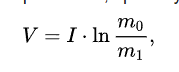 V = I · ln m₀/m₁,